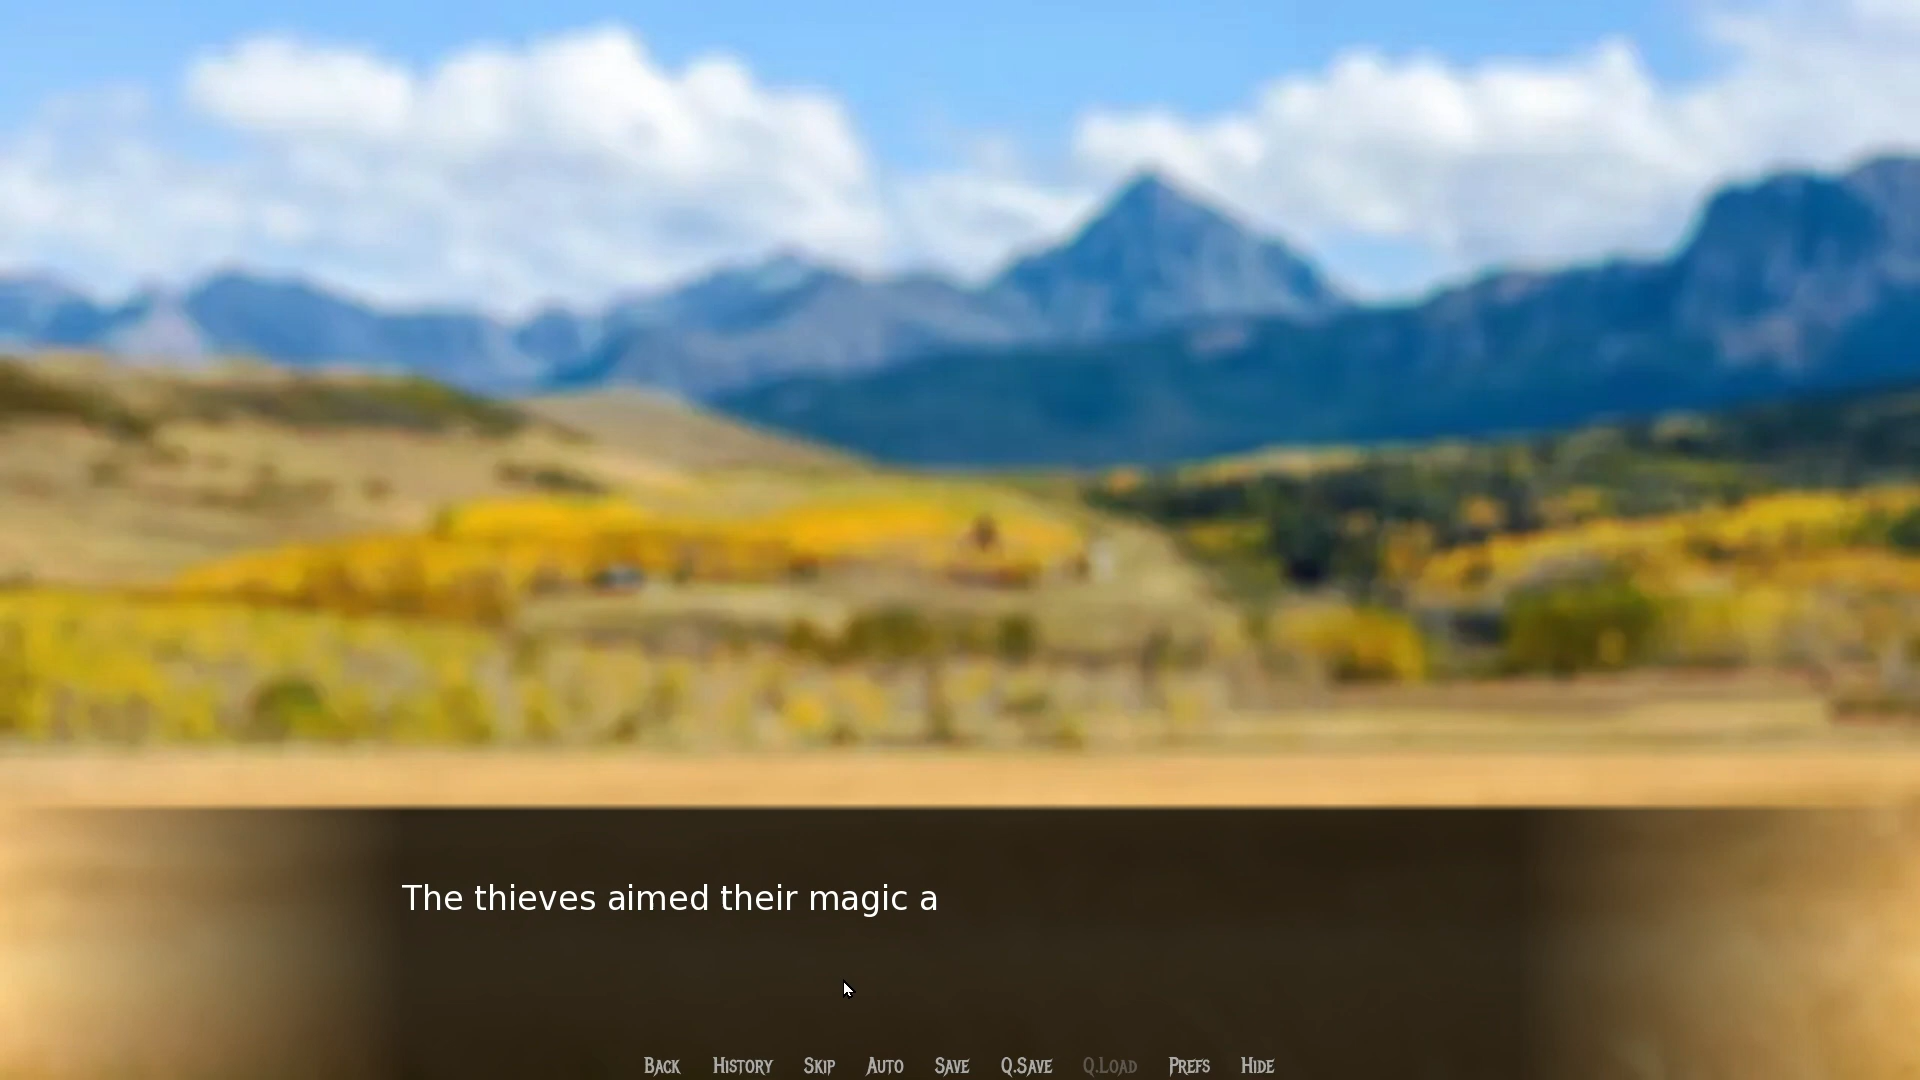 The thieves aimed their magic a
Back History Skip Auto Save Q.Save Q.Load Prefs Hide